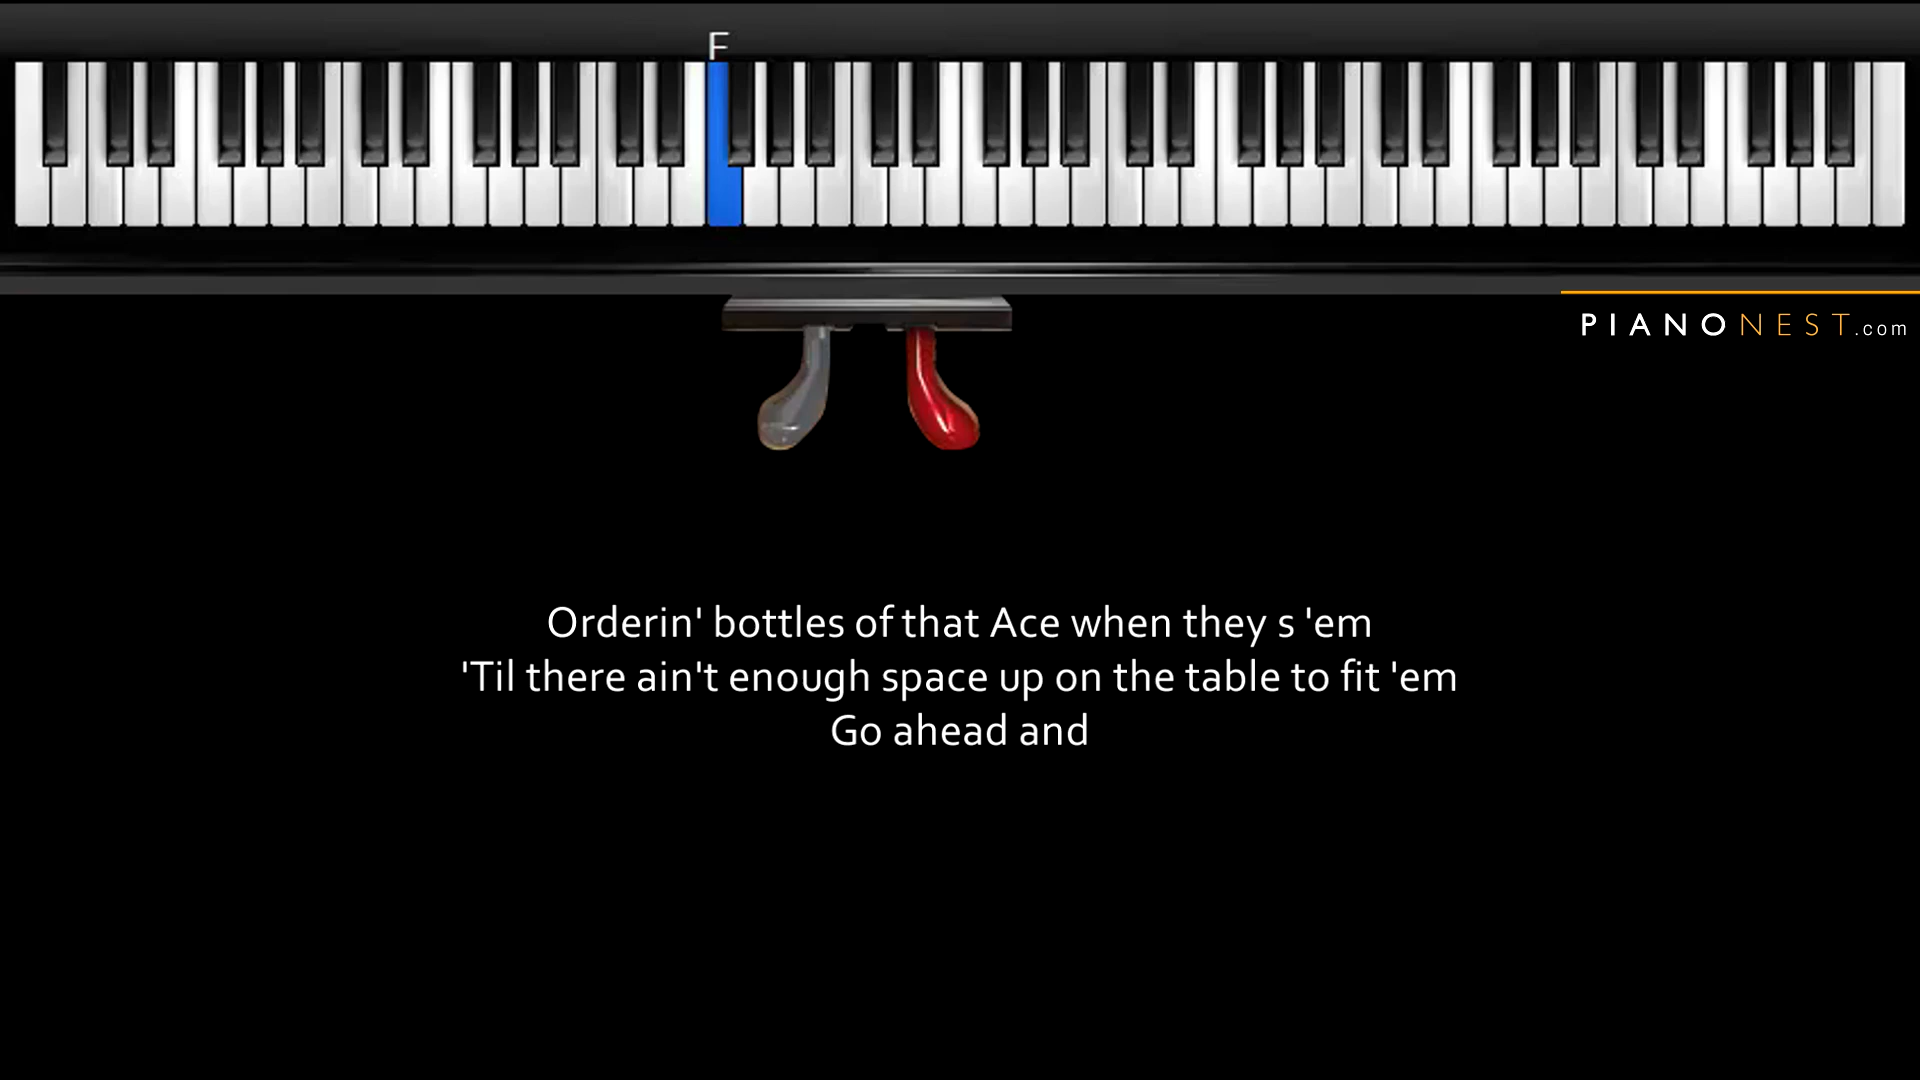 F
PIANONEST.com
Orderin' bottles of that Ace when they s 'em
'Til there ain't enough space up on the table to fit 'em
Go ahead and